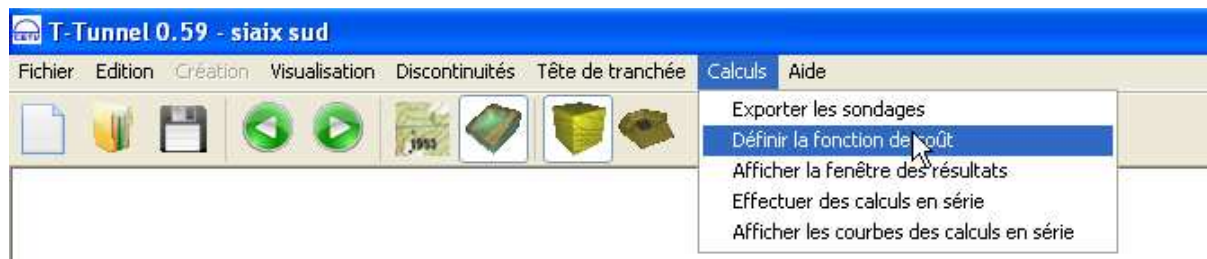 T-Tunnel 0.59 - siaix sud
Fichier Edition Création Visualisation Discontinuités Tête de tranchée Calculs Aide
Exporter les sondages
Définir la fonction de coût
Afficher la fenêtre des résultats
Effectuer des calculs en série
Afficher les courbes des calculs en série